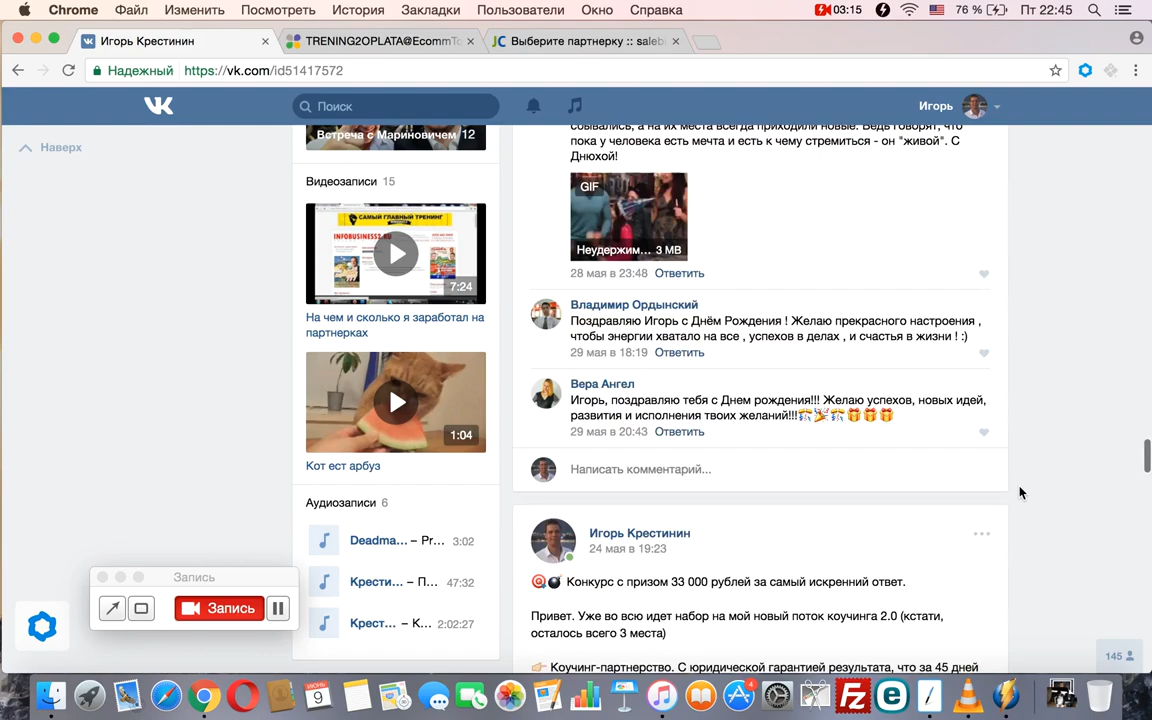 Chrome Файл Изменить Посмотреть История Закладки Пользователи Окно Справка 03:15 76 % Пт 22:45
Игорь Крестинин × TRENING2OPLATA@EcommTo × JC Выберите партнерку :: salebi ×
Надежный https://vk.com/id51417572
Поиск Игорь
Наверх
Встреча с Мариновичем 12
Видеозаписи 15
САМЫЙ ГЛАВНЫЙ ТРЕНИНГ
INFOBUSINESS2.RU
7:24
На чем и сколько я заработал на
партнерках
1:04
Кот ест арбуз
Аудиозаписи 6
Deadma... – Pr... 3:02
Крести... – П... 47:32
Крест... – К... 2:02:27
сбывались, а на их места всегда приходили новые. Ведь говорят, что
пока у человека есть мечта и есть к чему стремиться - он "живой". С
Днюхой!
GIF
Неудержим... 3 MB
28 мая в 23:48 Ответить
Владимир Ордынский
Поздравляю Игорь с Днём Рождения ! Желаю прекрасного настроения ,
чтобы энергии хватало на все , успехов в делах , и счастья в жизни ! :)
29 мая в 18:19 Ответить
Вера Ангел
Игорь, поздравляю тебя с Днем рождения!!! Желаю успехов, новых идей,
развития и исполнения твоих желаний!!!🎊🎉🎊🎁🎁🎁
29 мая в 20:43 Ответить
Написать комментарий...
Игорь Крестинин
24 мая в 19:23
🎯💣 Конкурс с призом 33 000 рублей за самый искренний ответ.
Привет. Уже во всю идет набор на мой новый поток коучинга 2.0 (кстати,
осталось всего 3 места)
👉🏻 Коучинг-партнерство. С юридической гарантией результата, что за 45 дней
Запись
Запись
145
ИЮНЬ
9
4